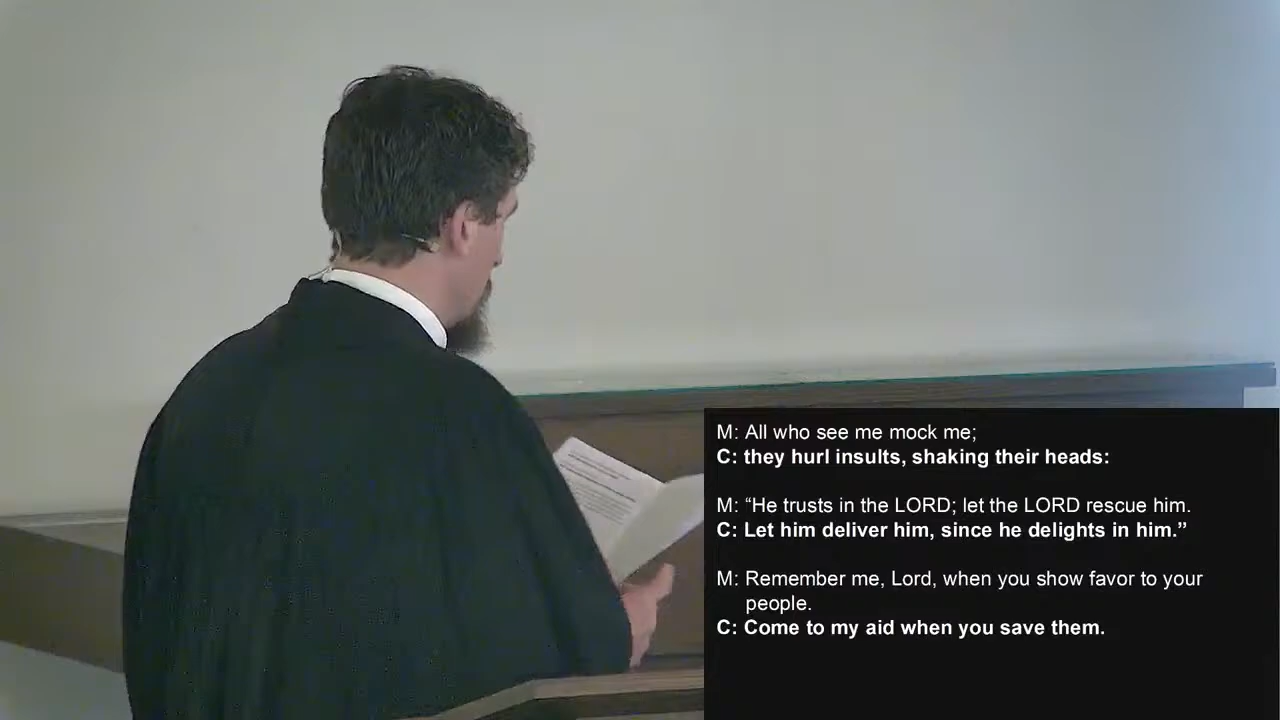 M: All who see me mock me;
C: they hurl insults, shaking their heads:
M: “He trusts in the LORD; let the LORD rescue him.
C: Let him deliver him, since he delights in him.”
M: Remember me, Lord, when you show favor to your
people.
C: Come to my aid when you save them.